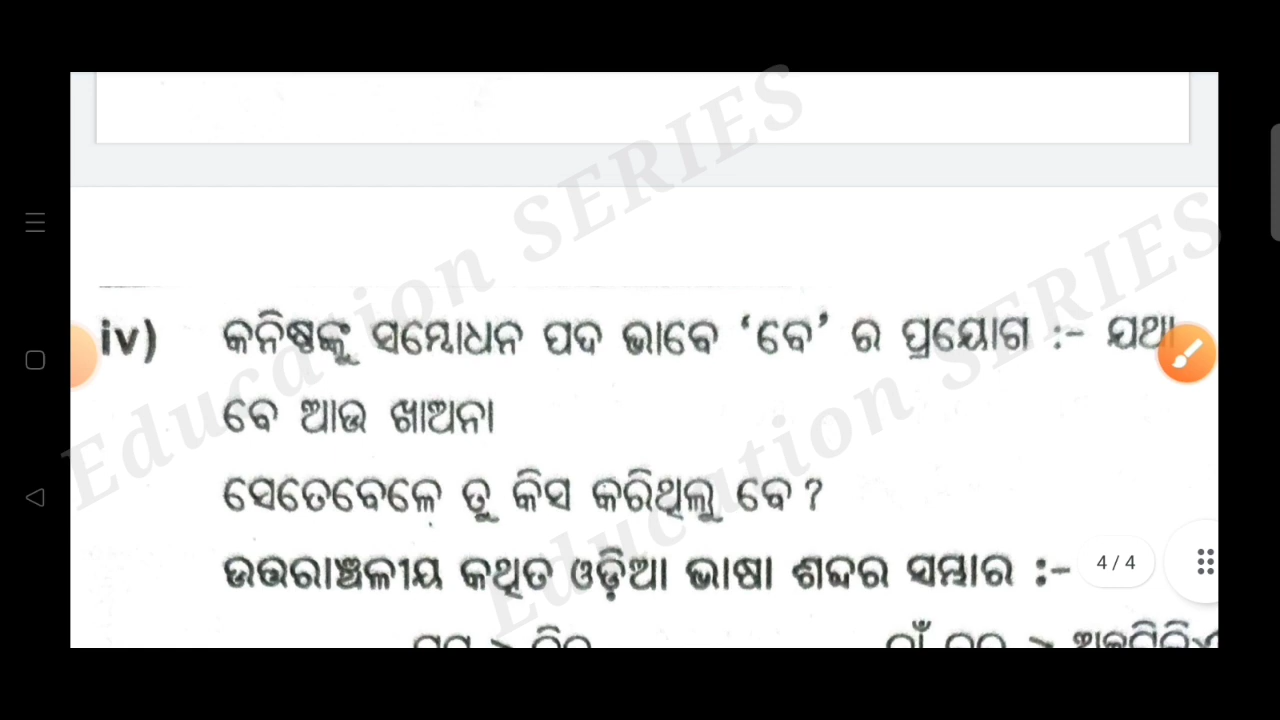 Education SERIES
Education SERIES
iv) କନିଷ୍ଠଙ୍କୁ ସମ୍ବୋଧନ ପଦ ଭାବେ ‘ବେ’ ର ପ୍ରୟୋଗ :- ଯଥା
ବେ ଆଉ ଖାଅନା
ସେତେବେଳେ ତୁ କିସ କରିଥିଲୁ ବେ ?
ଉତ୍ତରାଞ୍ଚଳୀୟ କଥିତ ଓଡ଼ିଆ ଭାଷା ଶବ୍ଦର ସମ୍ଭାର :-
4 / 4